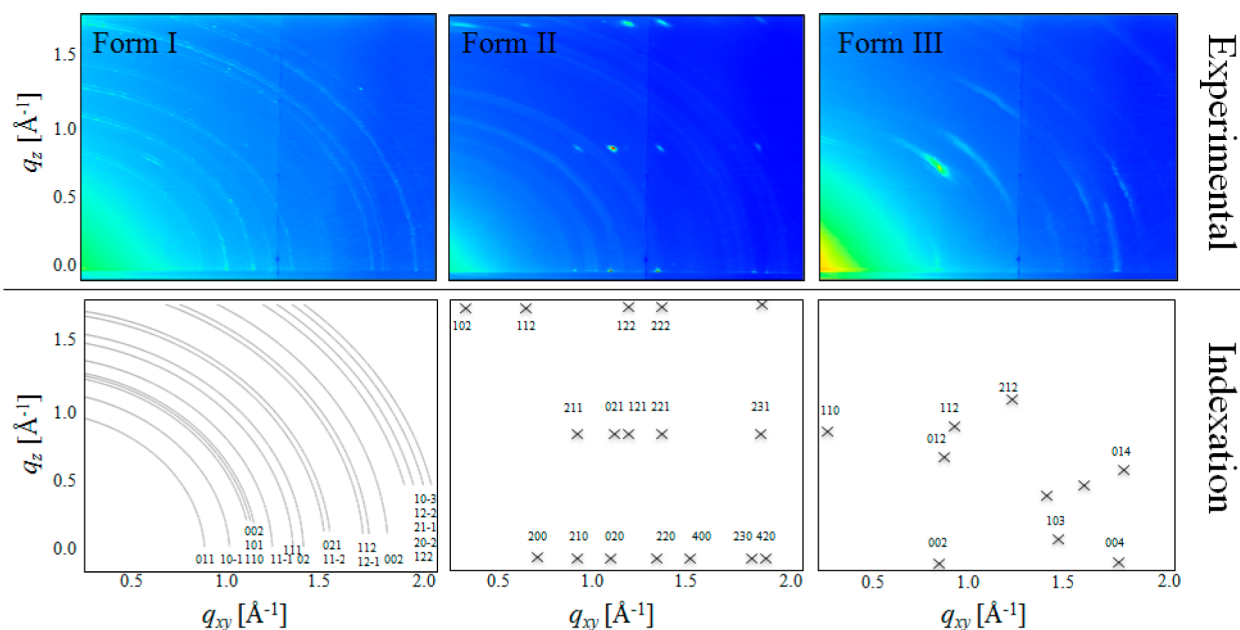 Form I
Form II
Form III
Experimental
1.5
1.0
0.5
0.0
qz [Å-1]
Indexation
1.5
1.0
0.5
0.0
qz [Å-1]
002
101
011 10-1 110 11-1 111 02 021 11-2 112 12-1 002
10-3
12-2
21-1
20-2
122
102 112 122 222
211 021 121 221 231
200 210 020 220 400 230 420
110 012 112 212
014
002 103 004
0.5 1.0 1.5 2.0
0.5 1.0 1.5 2.0
0.5 1.0 1.5 2.0
qxy [Å-1]
qxy [Å-1]
qxy [Å-1]